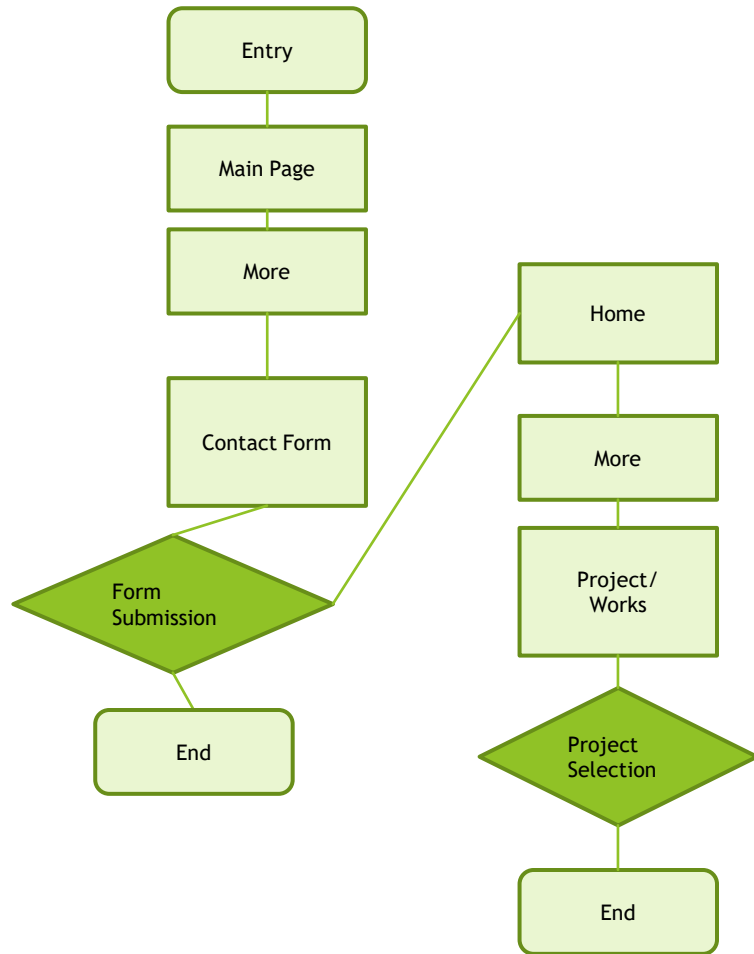 Entry
Main Page
More
Contact Form
Form
Submission
End
Home
More
Project/
Works
Project
Selection
End